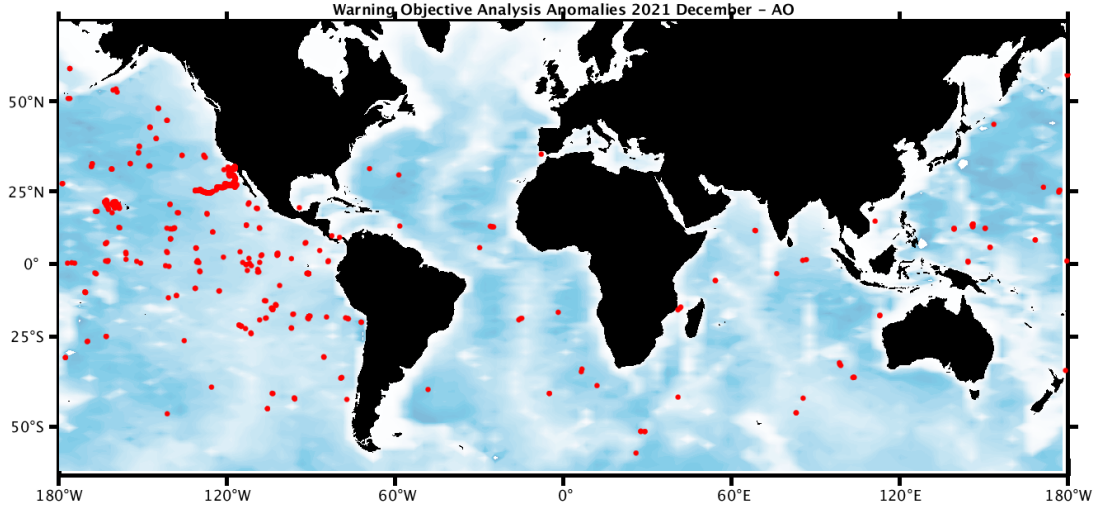 Warning Objective Analysis Anomalies 2021 December – AO
50°N
25°N
0°
25°S
50°S
180°W 120°W 60°W 0° 60°E 120°E 180°W